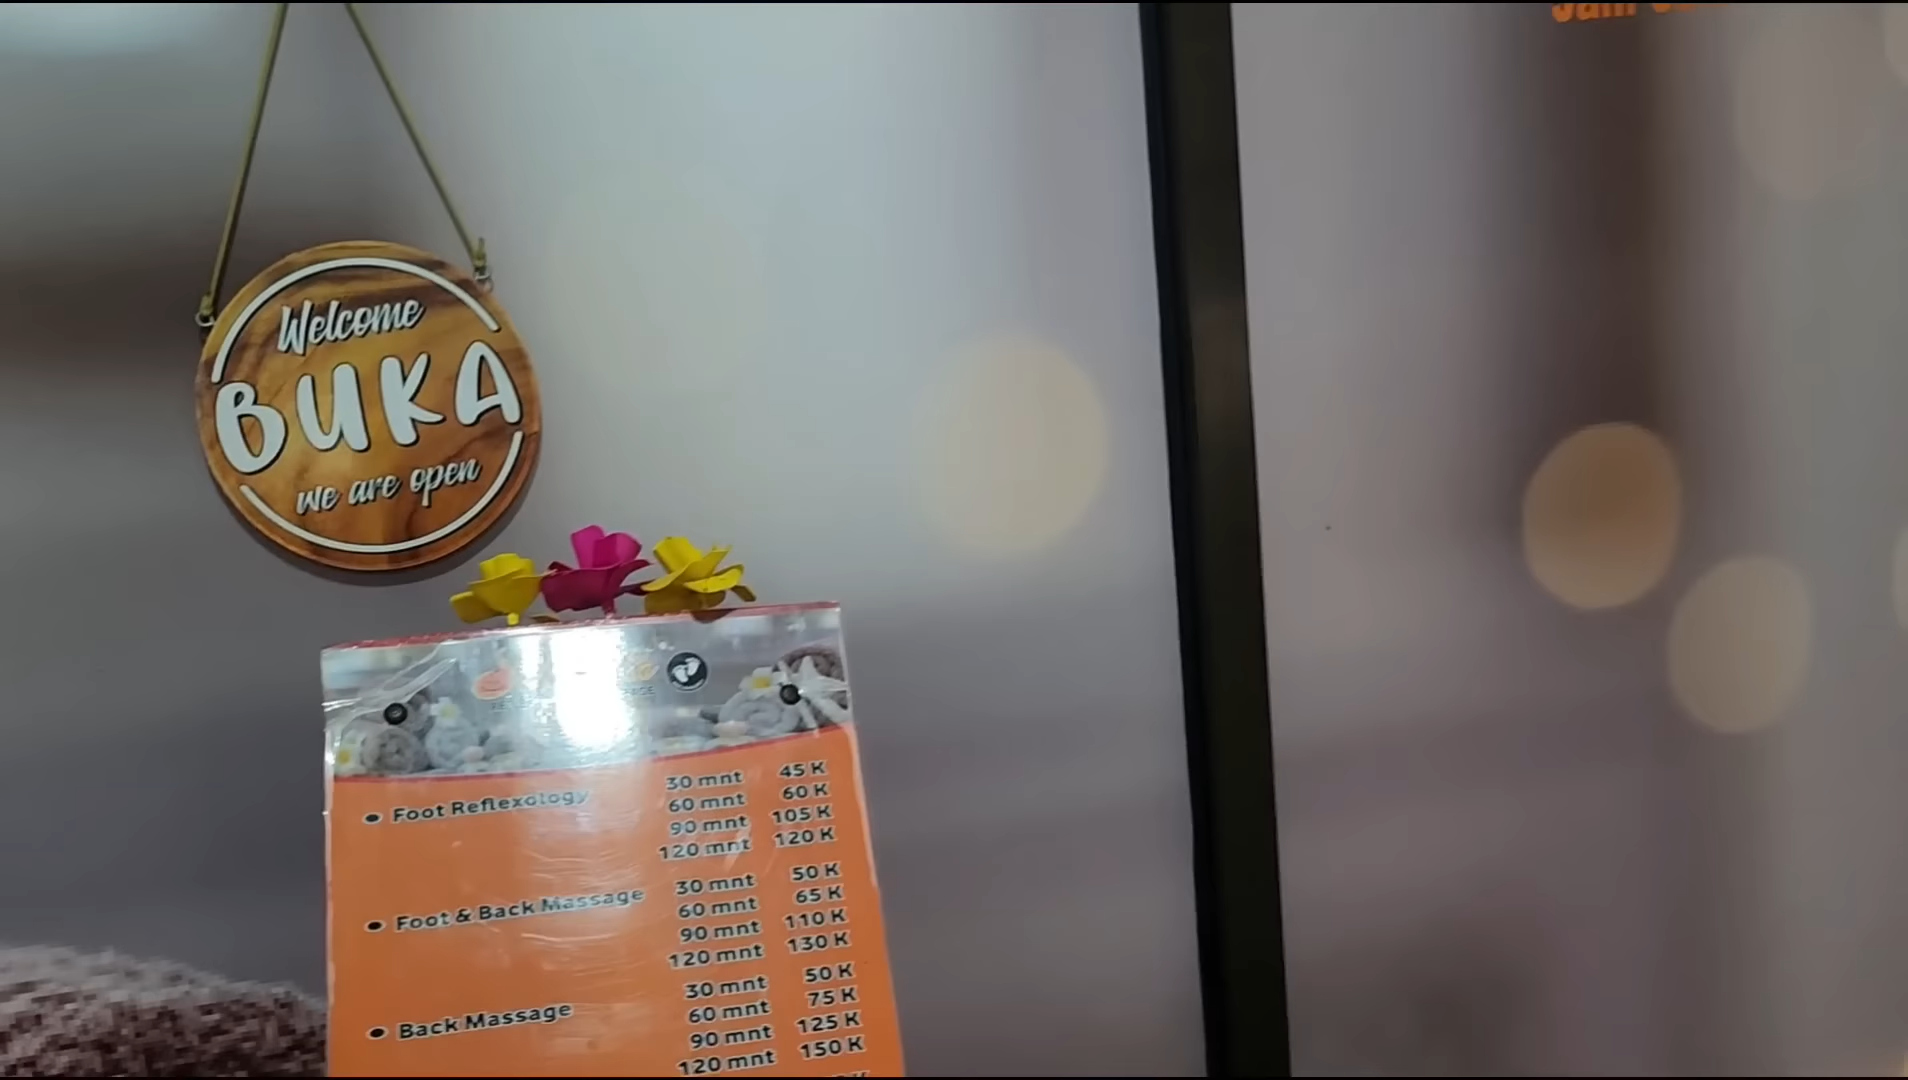 Welcome
BUKA
we are open
Foot Reflexology
30 mnt 45 K
60 mnt 60 K
90 mnt 105 K
120 mnt 120 K
Foot & Back Massage
30 mnt 50 K
60 mnt 65 K
90 mnt 110 K
120 mnt 130 K
Back Massage
30 mnt 50 K
60 mnt 75 K
90 mnt 125 K
120 mnt 150 K